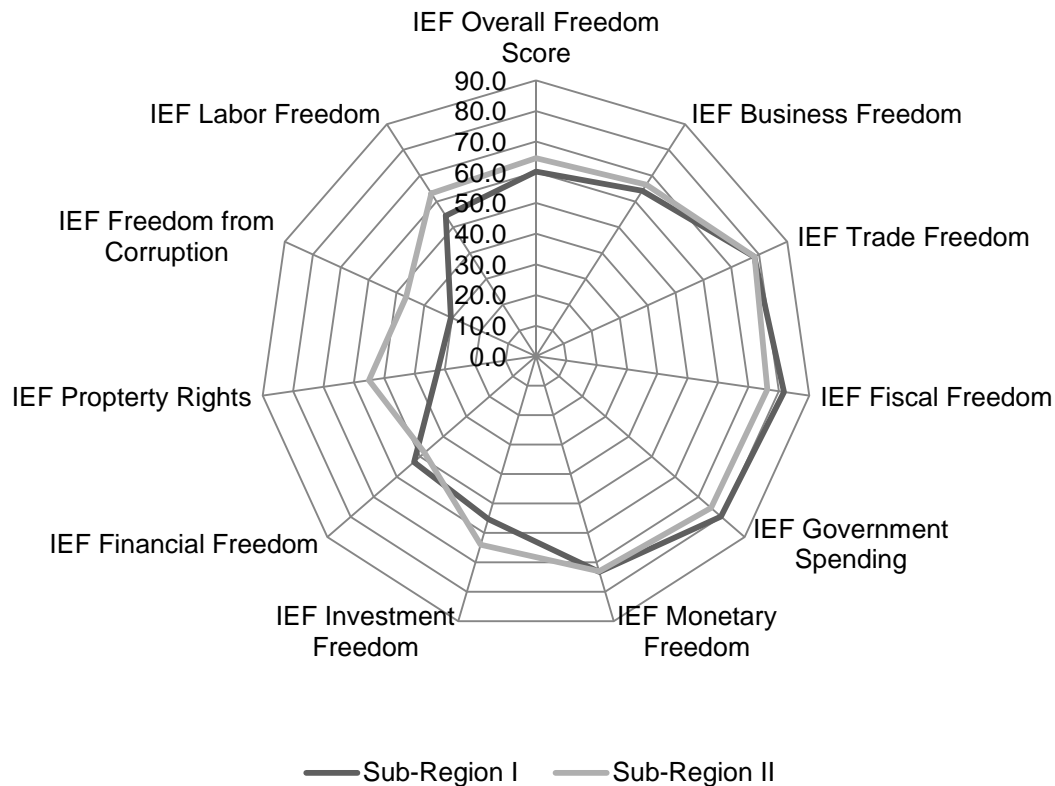 IEF Overall Freedom
Score
IEF Business Freedom
IEF Trade Freedom
IEF Fiscal Freedom
IEF Government
Spending
IEF Monetary
Freedom
IEF Investment
Freedom
IEF Financial Freedom
IEF Propterty Rights
IEF Freedom from
Corruption
IEF Labor Freedom
90.0
80.0
70.0
60.0
50.0
40.0
30.0
20.0
10.0
0.0
Sub-Region I
Sub-Region II